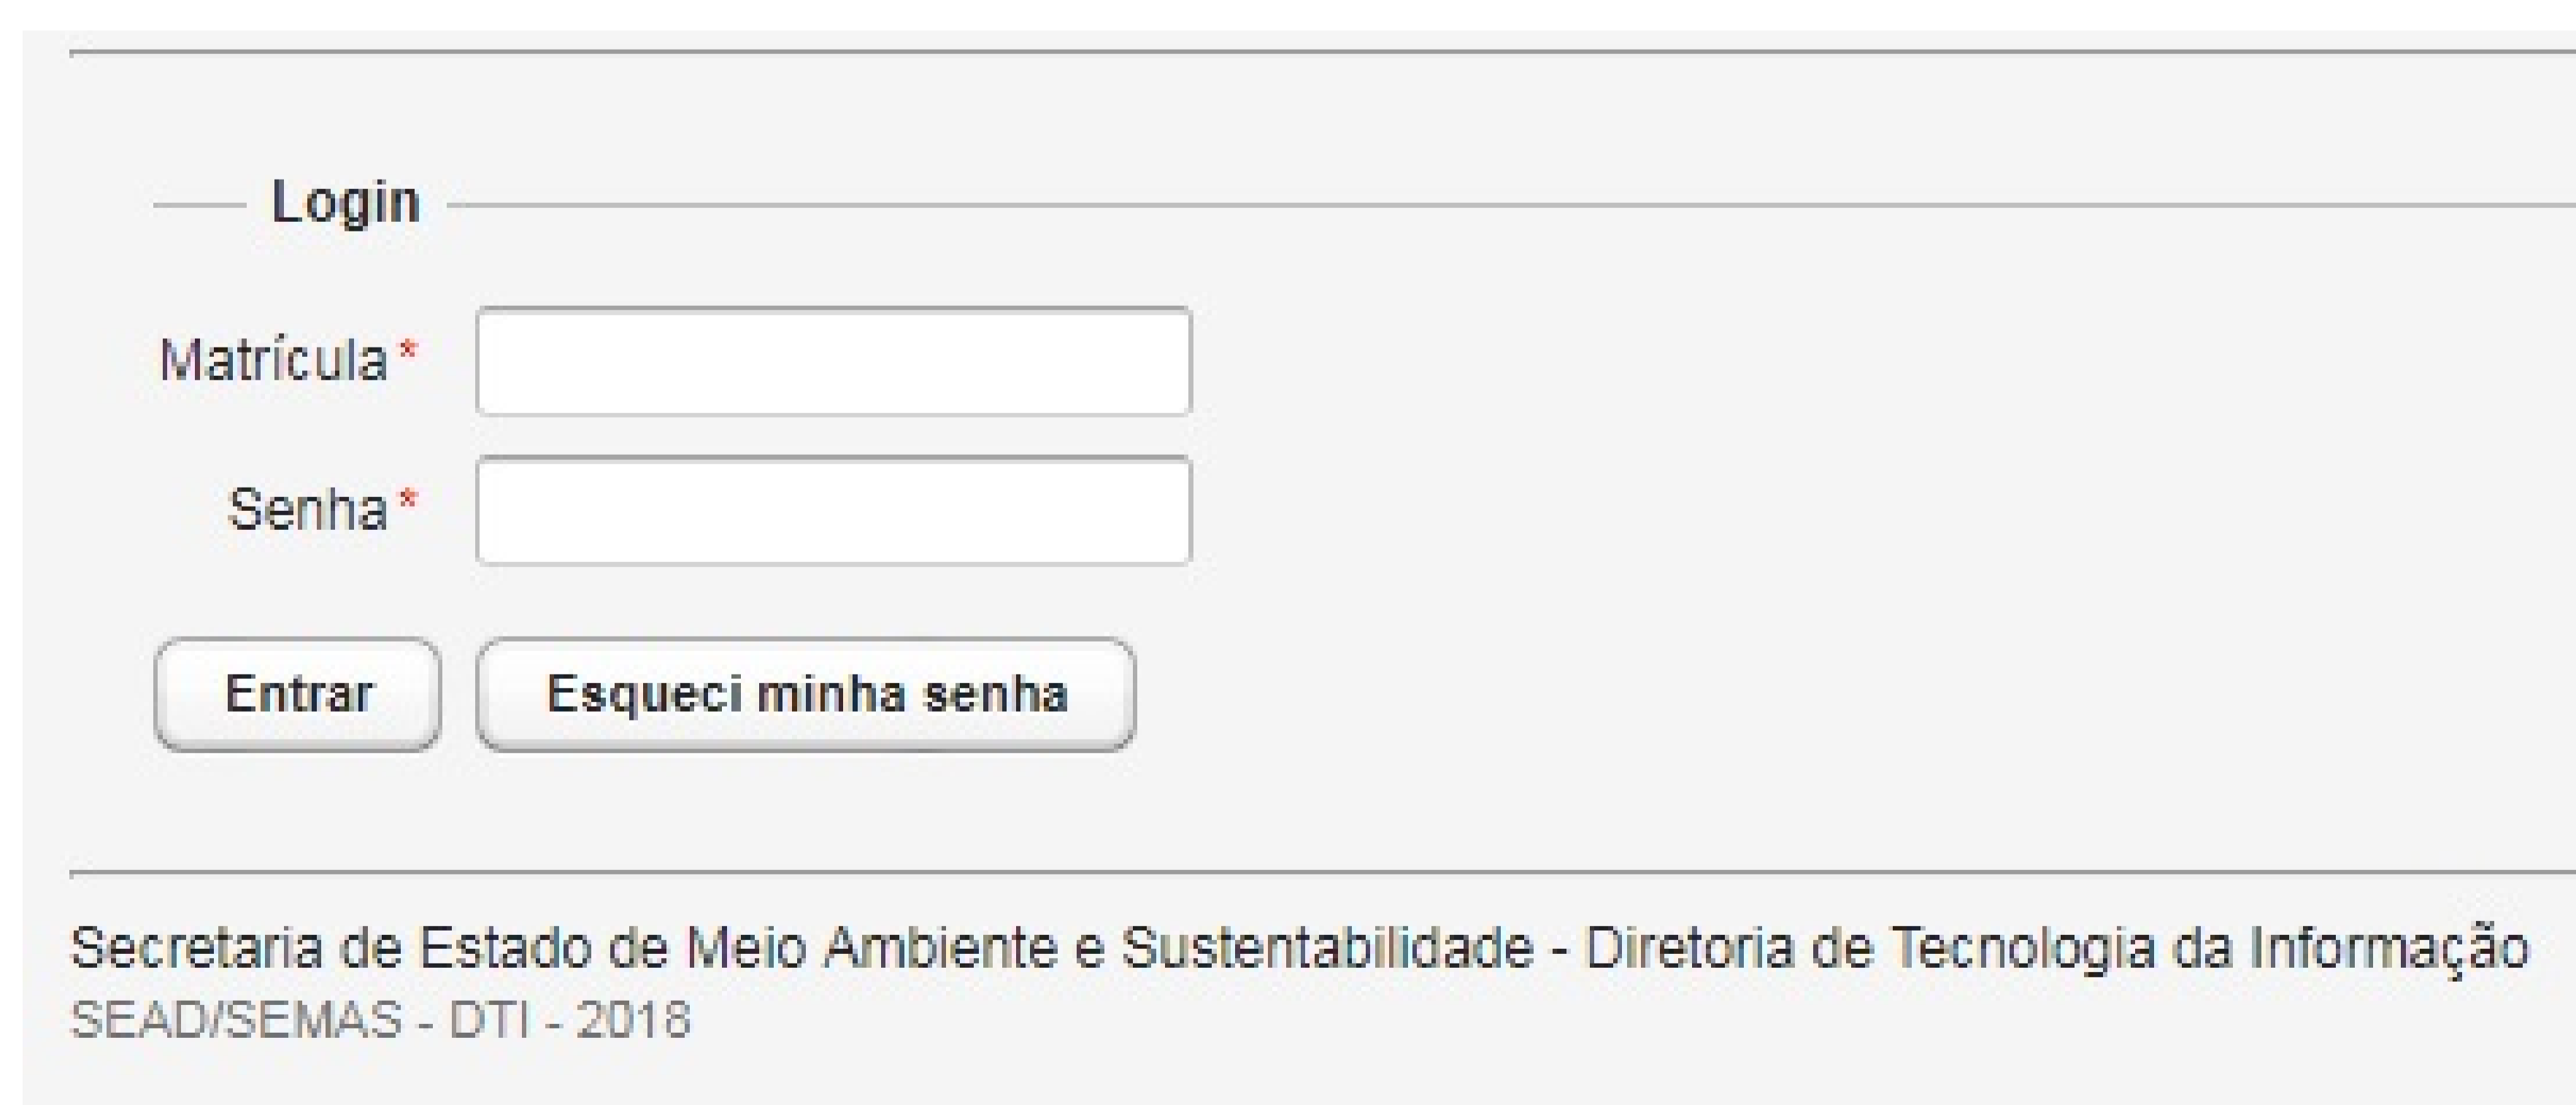 Login
Matrícula*
Senha*
Entrar Esqueci minha senha
Secretaria de Estado de Meio Ambiente e Sustentabilidade - Diretoria de Tecnologia da Informação
SEAD/SEMAS - DTI - 2018